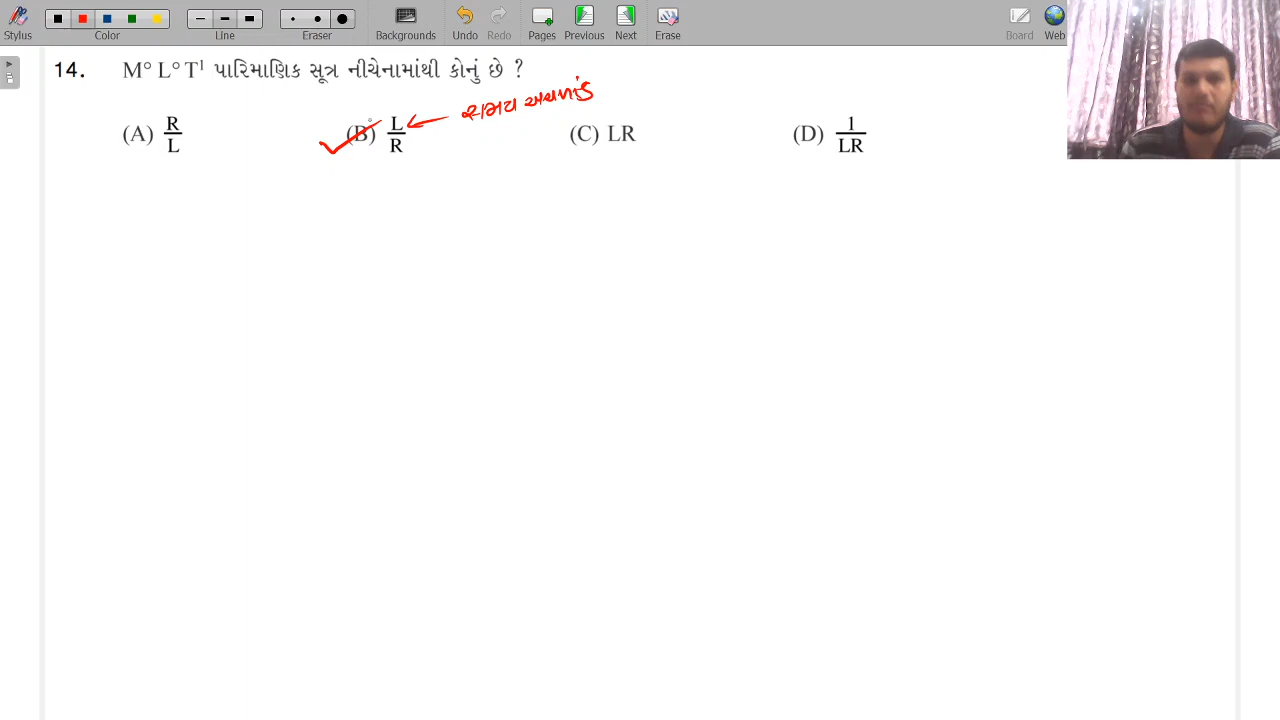 Stylus
Color
Line
Eraser
Backgrounds
Undo
Redo
Pages
Previous
Next
Erase
Board
Web
14. M° L° T¹ પારિમાણિક સૂત્ર નીચેનામાંથી કોનું છે ?
સમય અચળાંક
(A) R/L (B) L/R (C) LR (D) 1/LR